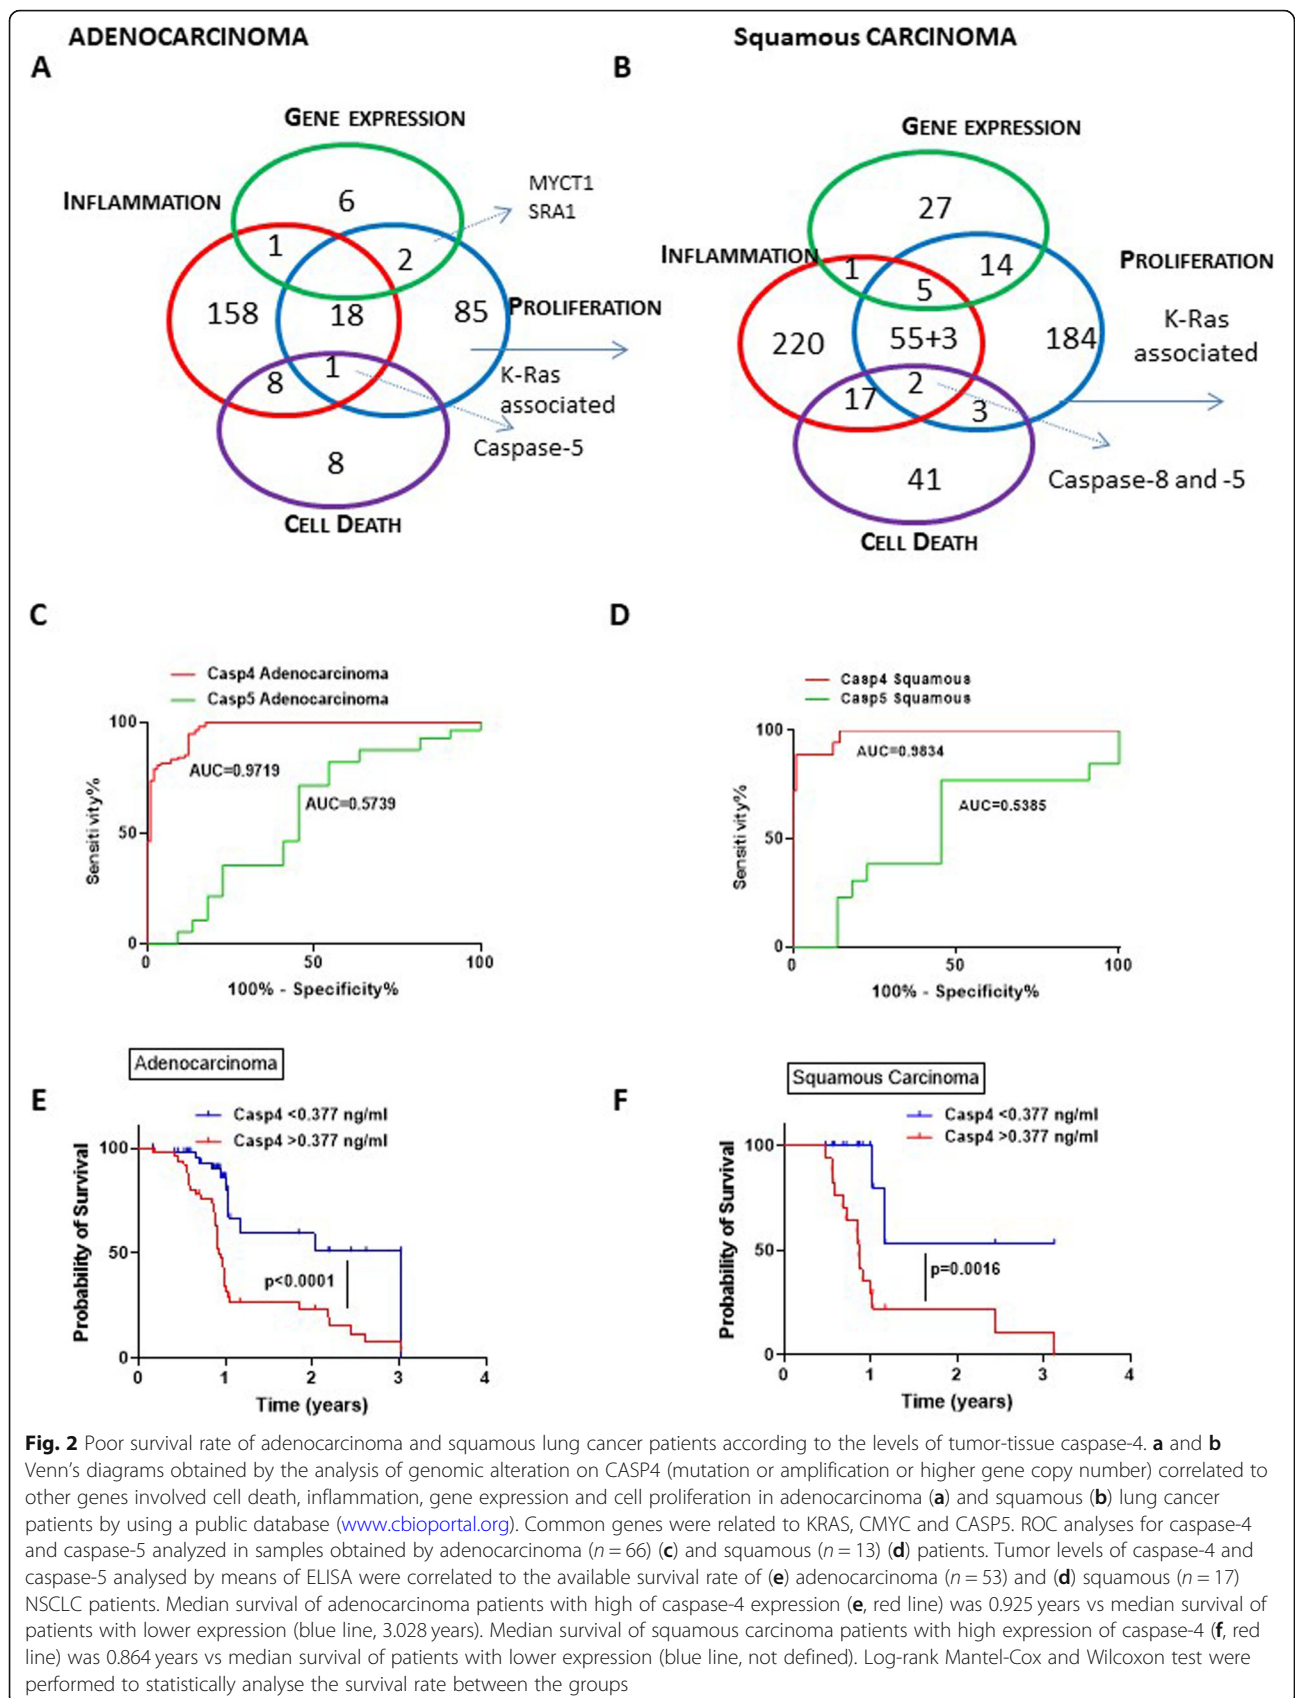 ADENOCARCINOMA
Squamous CARCINOMA
A
B
GENE EXPRESSION
INFLAMMATION
6
MYCT1
SRA1
1
2
158
18
85
PROLIFERATION
8
1
K-Ras
associated
Caspase-5
8
CELL DEATH
GENE EXPRESSION
27
INFLAMMATION
1
5
14
PROLIFERATION
220
55+3
184
K-Ras
associated
17
2
3
41
Caspase-8 and -5
CELL DEATH
C
Casp4 Adenocarcinoma
Casp5 Adenocarcinoma
100
50
0
Sensitivity%
AUC=0.9719
AUC=0.5739
0
50
100
100% - Specificity%
D
Casp4 Squamous
Casp5 Squamous
100
50
0
Sensitivity%
AUC=0.9834
AUC=0.5385
0
50
100
100% - Specificity%
Adenocarcinoma
E
Casp4 <0.377 ng/ml
Casp4 >0.377 ng/ml
100
50
0
Probability of Survival
p<0.0001
0
1
2
3
4
Time (years)
Squamous Carcinoma
F
Casp4 <0.377 ng/ml
Casp4 >0.377 ng/ml
100
50
0
Probability of Survival
p=0.0016
0
1
2
3
4
Time (years)
Fig. 2 Poor survival rate of adenocarcinoma and squamous lung cancer patients according to the levels of tumor-tissue caspase-4. a and b
Venn's diagrams obtained by the analysis of genomic alteration on CASP4 (mutation or amplification or higher gene copy number) correlated to
other genes involved cell death, inflammation, gene expression and cell proliferation in adenocarcinoma (a) and squamous (b) lung cancer
patients by using a public database (www.cbioportal.org). Common genes were related to KRAS, CMYC and CASP5. ROC analyses for caspase-4
and caspase-5 analyzed in samples obtained by adenocarcinoma (n = 66) (c) and squamous (n = 13) (d) patients. Tumor levels of caspase-4 and
caspase-5 analysed by means of ELISA were correlated to the available survival rate of (e) adenocarcinoma (n = 53) and (d) squamous (n = 17)
NSCLC patients. Median survival of adenocarcinoma patients with high of caspase-4 expression (e, red line) was 0.925 years vs median survival of
patients with lower expression (blue line, 3.028 years). Median survival of squamous carcinoma patients with high expression of caspase-4 (f, red
line) was 0.864 years vs median survival of patients with lower expression (blue line, not defined). Log-rank Mantel-Cox and Wilcoxon test were
performed to statistically analyse the survival rate between the groups